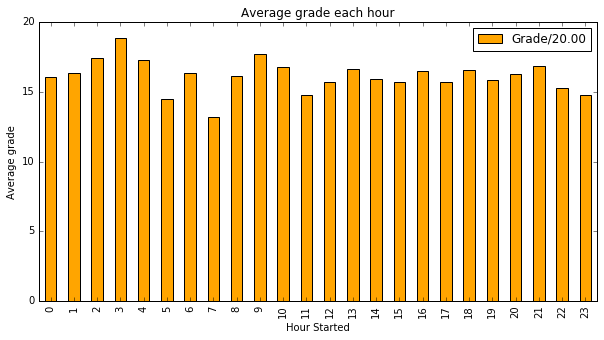 Average grade each hour
Grade/20.00
20
15
10
5
0
Average grade
0 1 2 3 4 5 6 7 8 9 10 11 12 13 14 15 16 17 18 19 20 21 22 23
Hour Started